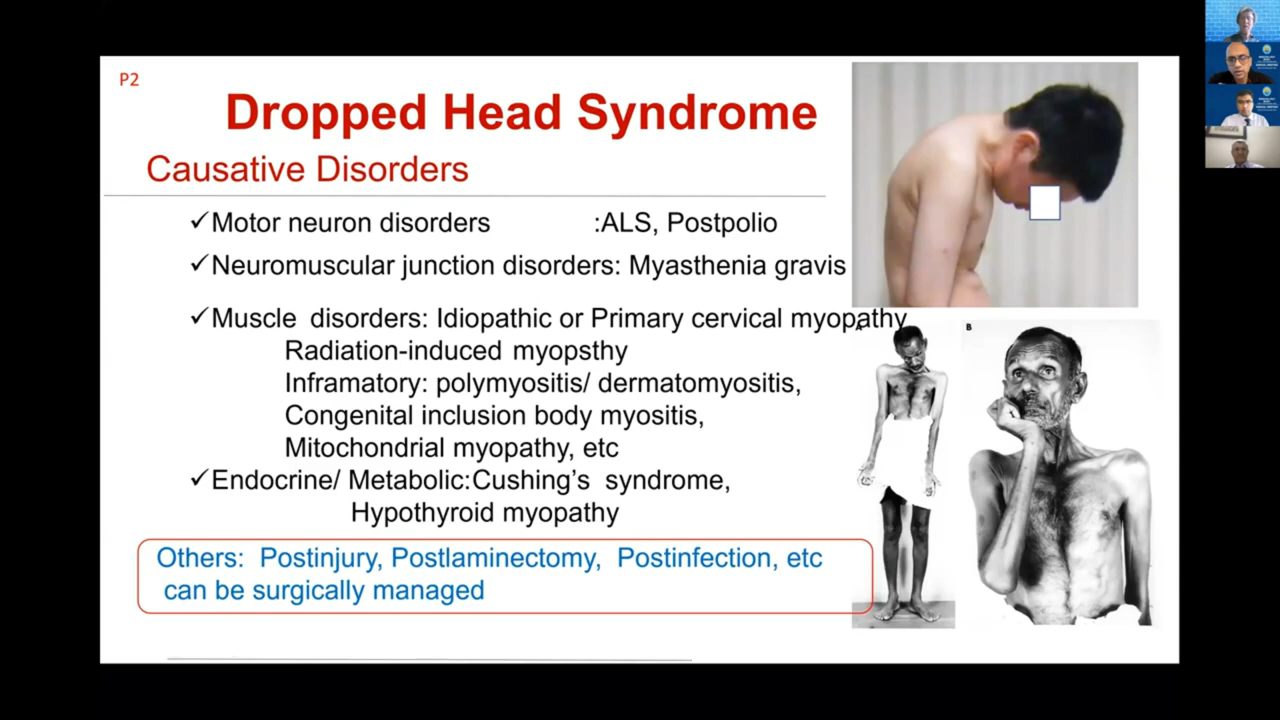 P2
Dropped Head Syndrome
Causative Disorders
✓Motor neuron disorders :ALS, Postpolio
✓Neuromuscular junction disorders: Myasthenia gravis
✓Muscle disorders: Idiopathic or Primary cervical myopathy
Radiation-induced myopsthy
Inframatory: polymyositis/ dermatomyositis,
Congenital inclusion body myositis,
Mitochondrial myopathy, etc
✓Endocrine/ Metabolic:Cushing's syndrome,
Hypothyroid myopathy
Others: Postinjury, Postlaminectomy, Postinfection, etc
can be surgically managed
A
B